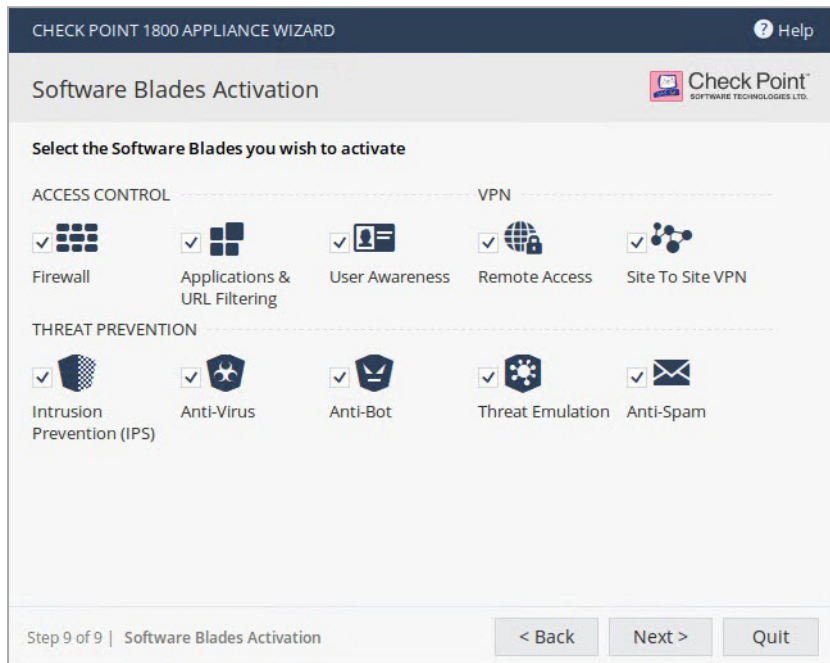 CHECK POINT 1800 APPLIANCE WIZARD
? Help
Software Blades Activation
Check Point
SOFTWARE TECHNOLOGIES LTD.
Select the Software Blades you wish to activate
ACCESS CONTROL
VPN
Firewall
Applications &
URL Filtering
User Awareness
Remote Access
Site To Site VPN
THREAT PREVENTION
Intrusion
Prevention (IPS)
Anti-Virus
Anti-Bot
Threat Emulation
Anti-Spam
Step 9 of 9 | Software Blades Activation
< Back
Next >
Quit